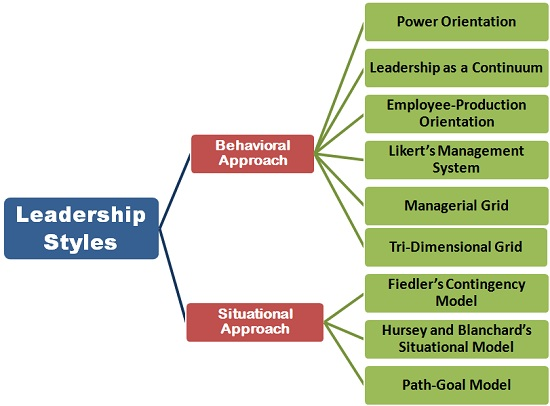 Leadership
Styles
Behavioral
Approach
Power Orientation
Leadership as a Continuum
Employee-Production
Orientation
Likert's Management
System
Managerial Grid
Tri-Dimensional Grid
Situational
Approach
Fiedler's Contingency
Model
Hursey and Blanchard's
Situational Model
Path-Goal Model